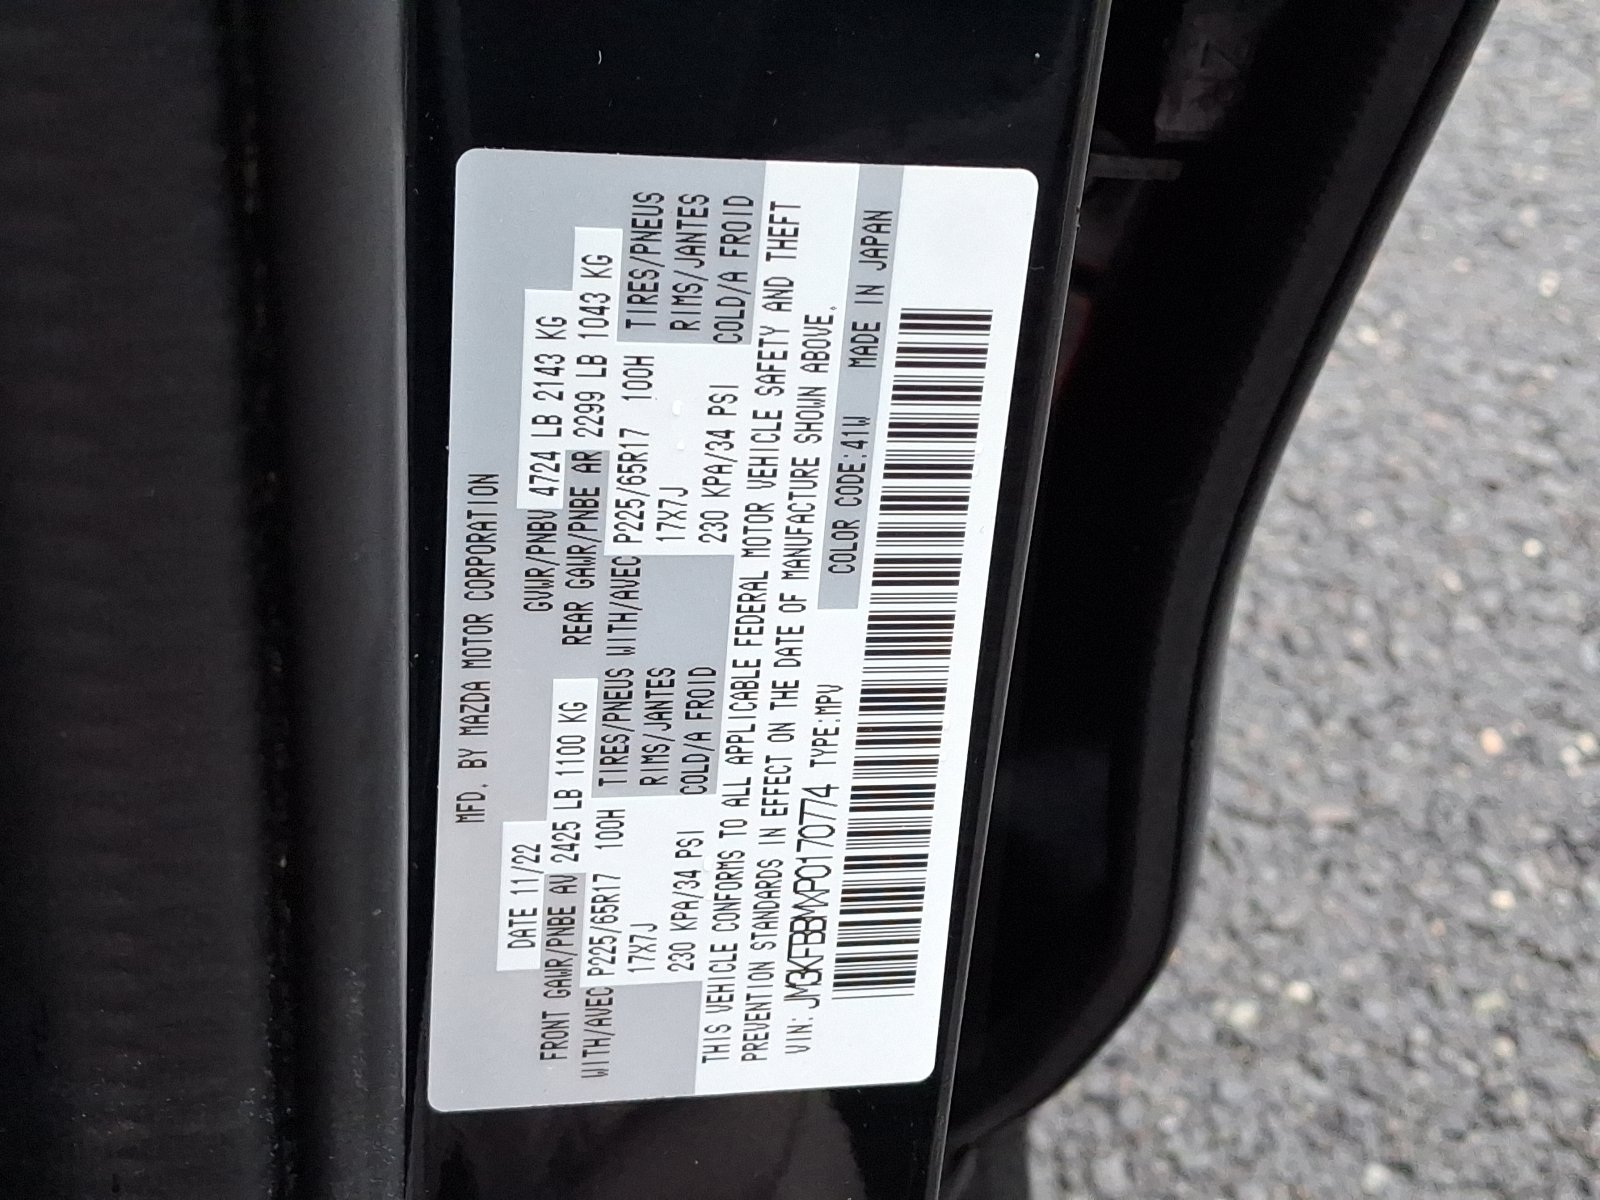 MFD. BY MAZDA MOTOR CORPORATION
DATE 11/22 GVWR/PNBV 4724 LB 2143 KG
FRONT GAWR/PNBE AV 2425 LB 1100 KG REAR GAWR/PNBE AR 2299 LB 1043 KG
WITH/AVEC P225/65R17 100H TIRES/PNEUS WITH/AVEC P225/65R17 100H TIRES/PNEUS
17X7J RIMS/JANTES 17X7J RIMS/JANTES
230 KPA/34 PSI COLD/A FROID 230 KPA/34 PSI COLD/A FROID
THIS VEHICLE CONFORMS TO ALL APPLICABLE FEDERAL MOTOR VEHICLE SAFETY AND THEFT
PREVENTION STANDARDS IN EFFECT ON THE DATE OF MANUFACTURE SHOWN ABOVE.
VIN: JM3KFBBMXP0170774 TYPE:MPV COLOR CODE:41W MADE IN JAPAN